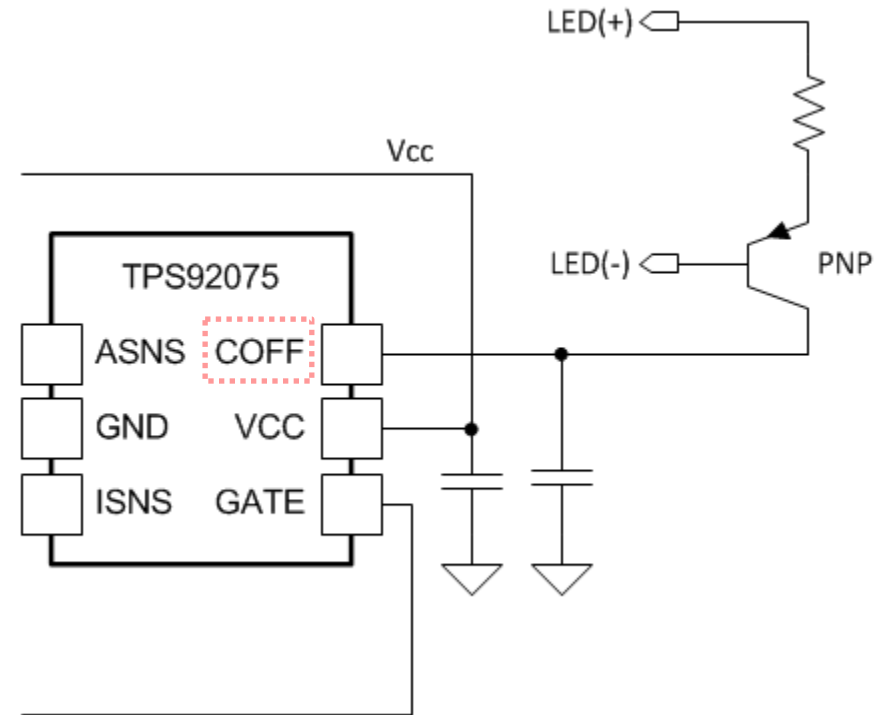 LED(+)
Vcc
TPS92075
LED(-)
PNP
ASNS COFF
GND VCC
ISNS GATE